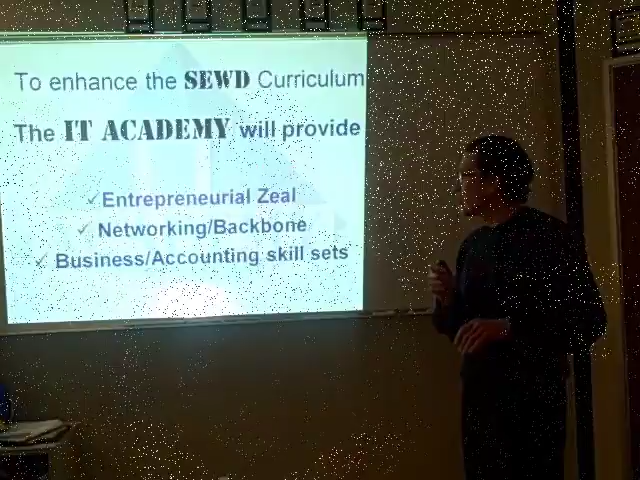 To enhance the SEWD Curriculum
The IT ACADEMY will provide
✓Entrepreneurial Zeal
✓ Networking/Backbone
✓ Business/Accounting skill sets